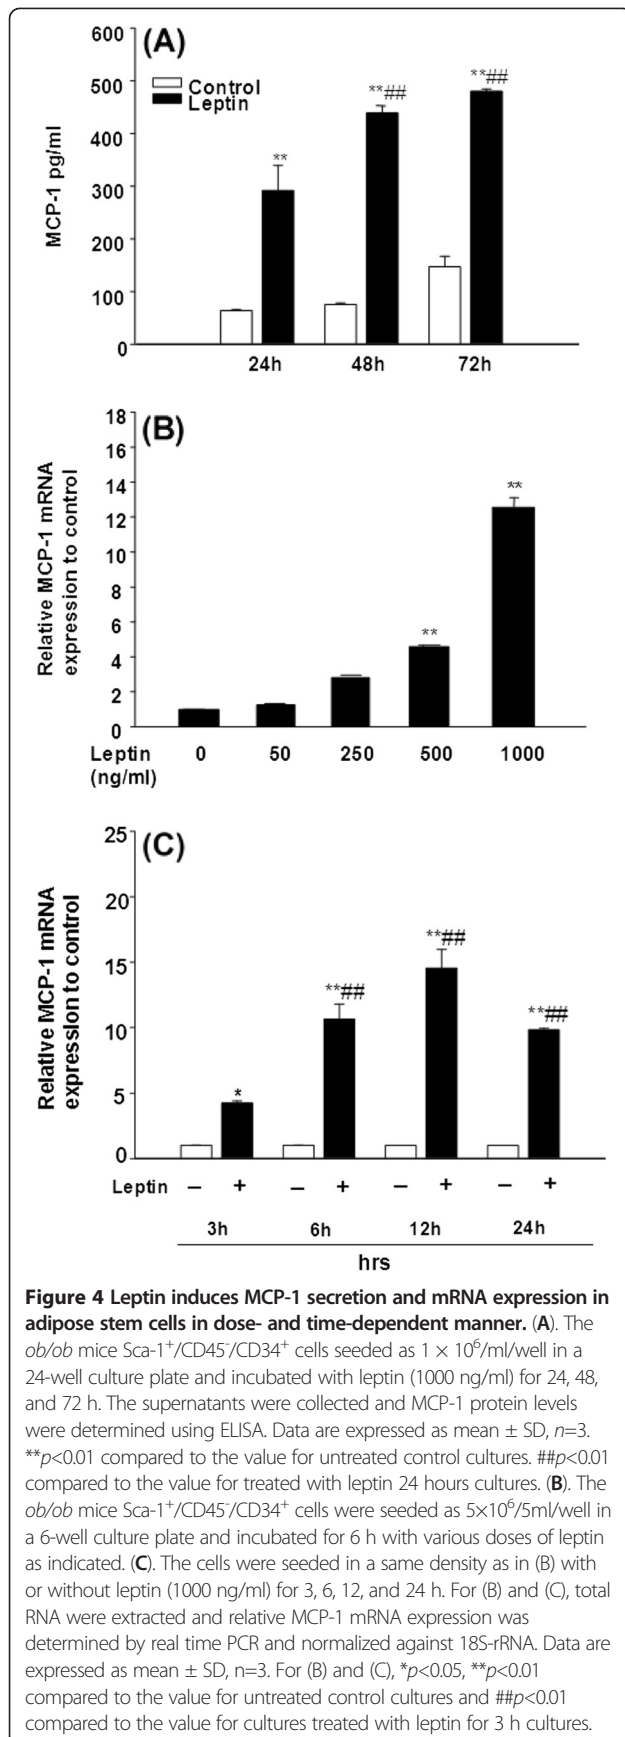 (A)
600
500
400
300
200
100
0
MCP-1 pg/ml
Control
Leptin
**
**##
**##
24h 48h 72h
(B)
18
16
14
12
10
8
6
4
2
0
Relative MCP-1 mRNA
expression to control
**
**
Leptin 0 50 250 500 1000
(ng/ml)
(C)
25
20
15
10
5
0
Relative MCP-1 mRNA
expression to control
*
**##
**##
**##
Leptin – + – + – + – +
3h 6h 12h 24h
hrs
Figure 4 Leptin induces MCP-1 secretion and mRNA expression in
adipose stem cells in dose- and time-dependent manner. (A). The
ob/ob mice Sca-1⁺/CD45⁻/CD34⁺ cells seeded as 1 × 10⁶/ml/well in a
24-well culture plate and incubated with leptin (1000 ng/ml) for 24, 48,
and 72 h. The supernatants were collected and MCP-1 protein levels
were determined using ELISA. Data are expressed as mean ± SD, n=3.
**p<0.01 compared to the value for untreated control cultures. ##p<0.01
compared to the value for treated with leptin 24 hours cultures. (B). The
ob/ob mice Sca-1⁺/CD45⁻/CD34⁺ cells were seeded as 5×10⁶/5ml/well in
a 6-well culture plate and incubated for 6 h with various doses of leptin
as indicated. (C). The cells were seeded in a same density as in (B) with
or without leptin (1000 ng/ml) for 3, 6, 12, and 24 h. For (B) and (C), total
RNA were extracted and relative MCP-1 mRNA expression was
determined by real time PCR and normalized against 18S-rRNA. Data are
expressed as mean ± SD, n=3. For (B) and (C), *p<0.05, **p<0.01
compared to the value for untreated control cultures and ##p<0.01
compared to the value for cultures treated with leptin for 3 h cultures.